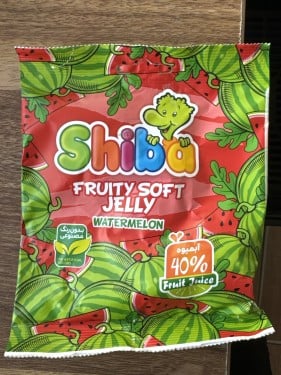 Shiba
FRUITY SOFT
JELLY
WATERMELON
بدون رنگ
مصنوعی
آبمیوه
40%
Fruit Juice